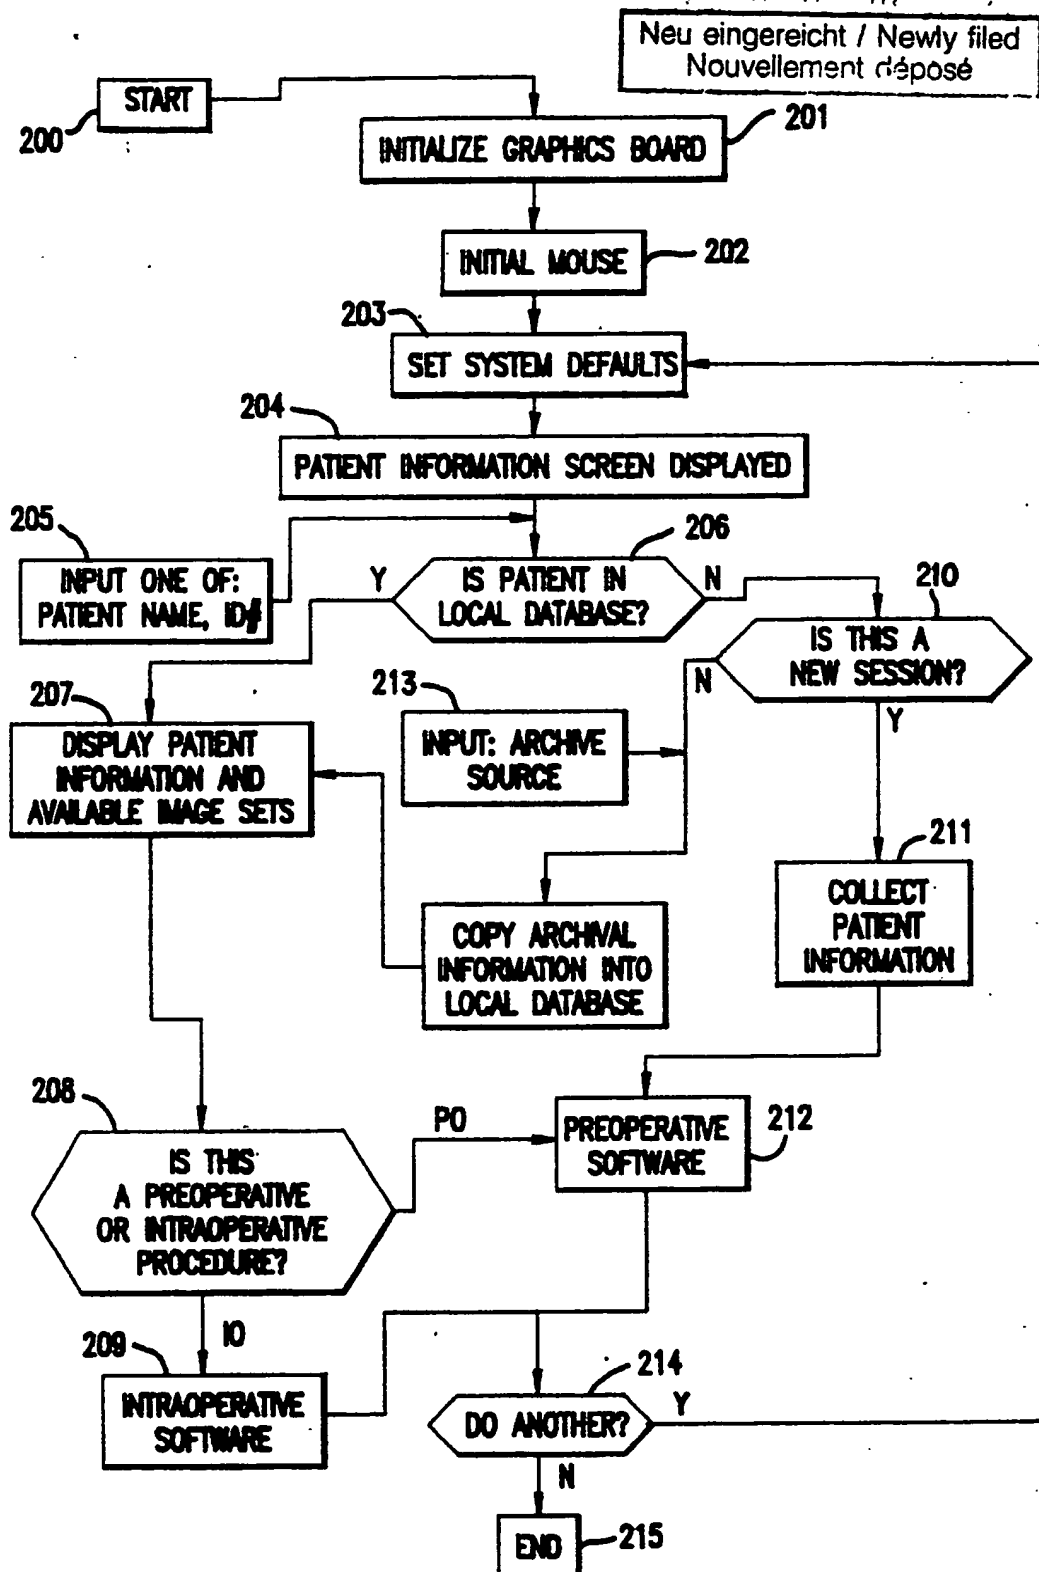 Neu eingereicht / Newly filed
Nouvellement déposé
START
200
201
INITIALIZE GRAPHICS BOARD
INITIAL MOUSE
202
203
SET SYSTEM DEFAULTS
204
PATIENT INFORMATION SCREEN DISPLAYED
205
INPUT ONE OF:
PATIENT NAME, ID#
206
IS PATIENT IN
LOCAL DATABASE?
Y
N
210
IS THIS A
NEW SESSION?
N
Y
207
DISPLAY PATIENT
INFORMATION AND
AVAILABLE IMAGE SETS
213
INPUT: ARCHIVE
SOURCE
211
COLLECT
PATIENT
INFORMATION
COPY ARCHIVAL
INFORMATION INTO
LOCAL DATABASE
208
IS THIS
A PREOPERATIVE
OR INTRAOPERATIVE
PROCEDURE?
PO
PREOPERATIVE
SOFTWARE
212
IO
209
INTRAOPERATIVE
SOFTWARE
214
DO ANOTHER?
Y
N
END
215